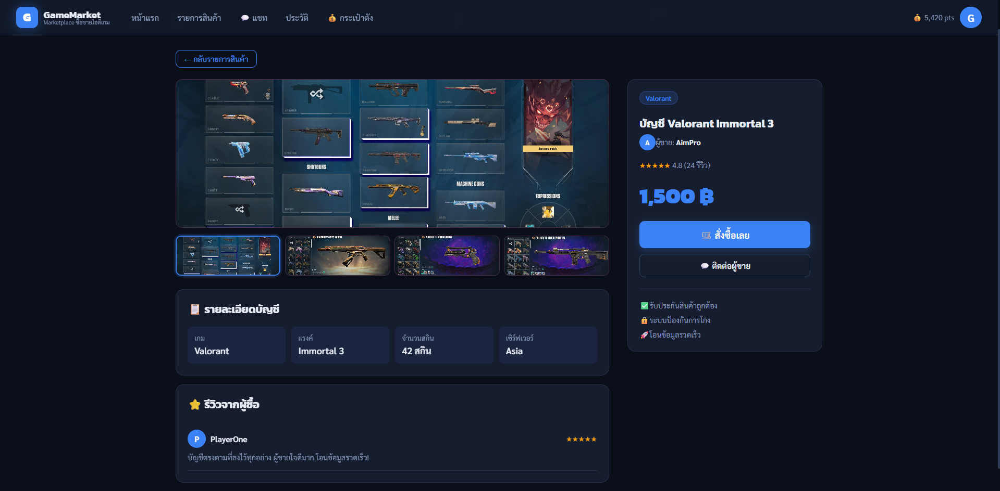 G
GameMarket
Marketplace ซื้อขายไอดีเกม
หน้าแรก
รายการสินค้า
แชท
ประวัติ
กระเป๋าตัง
5,420 pts
G
← กลับรายการสินค้า
CLASSIC
SHORTY
FRENZY
GHOST
BANDIT
STINGER
SPECTRE
SHOTGUNS
BUCKY
BULLDOG
GUARDIAN
PHANTOM
VANDAL
MELEE
MARSHAL
OUTLAW
OPERATOR
MACHINE GUNS
ARES
lovers rock
EXPRESSIONS
Valorant
บัญชี Valorant Immortal 3
A
ผู้ขาย: AimPro
★★★★★ 4.8 (24 รีวิว)
1,500 ฿
สั่งซื้อเลย
ติดต่อผู้ขาย
รับประกันสินค้าถูกต้อง
ระบบป้องกันการโกง
โอนข้อมูลรวดเร็ว
รายละเอียดบัญชี
เกม
Valorant
แรงค์
Immortal 3
จำนวนสกิน
42 สกิน
เซิร์ฟเวอร์
Asia
รีวิวจากผู้ซื้อ
P
PlayerOne
★★★★★
บัญชีตรงตามที่ลงไว้ทุกอย่าง ผู้ขายใจดีมาก โอนข้อมูลรวดเร็ว!